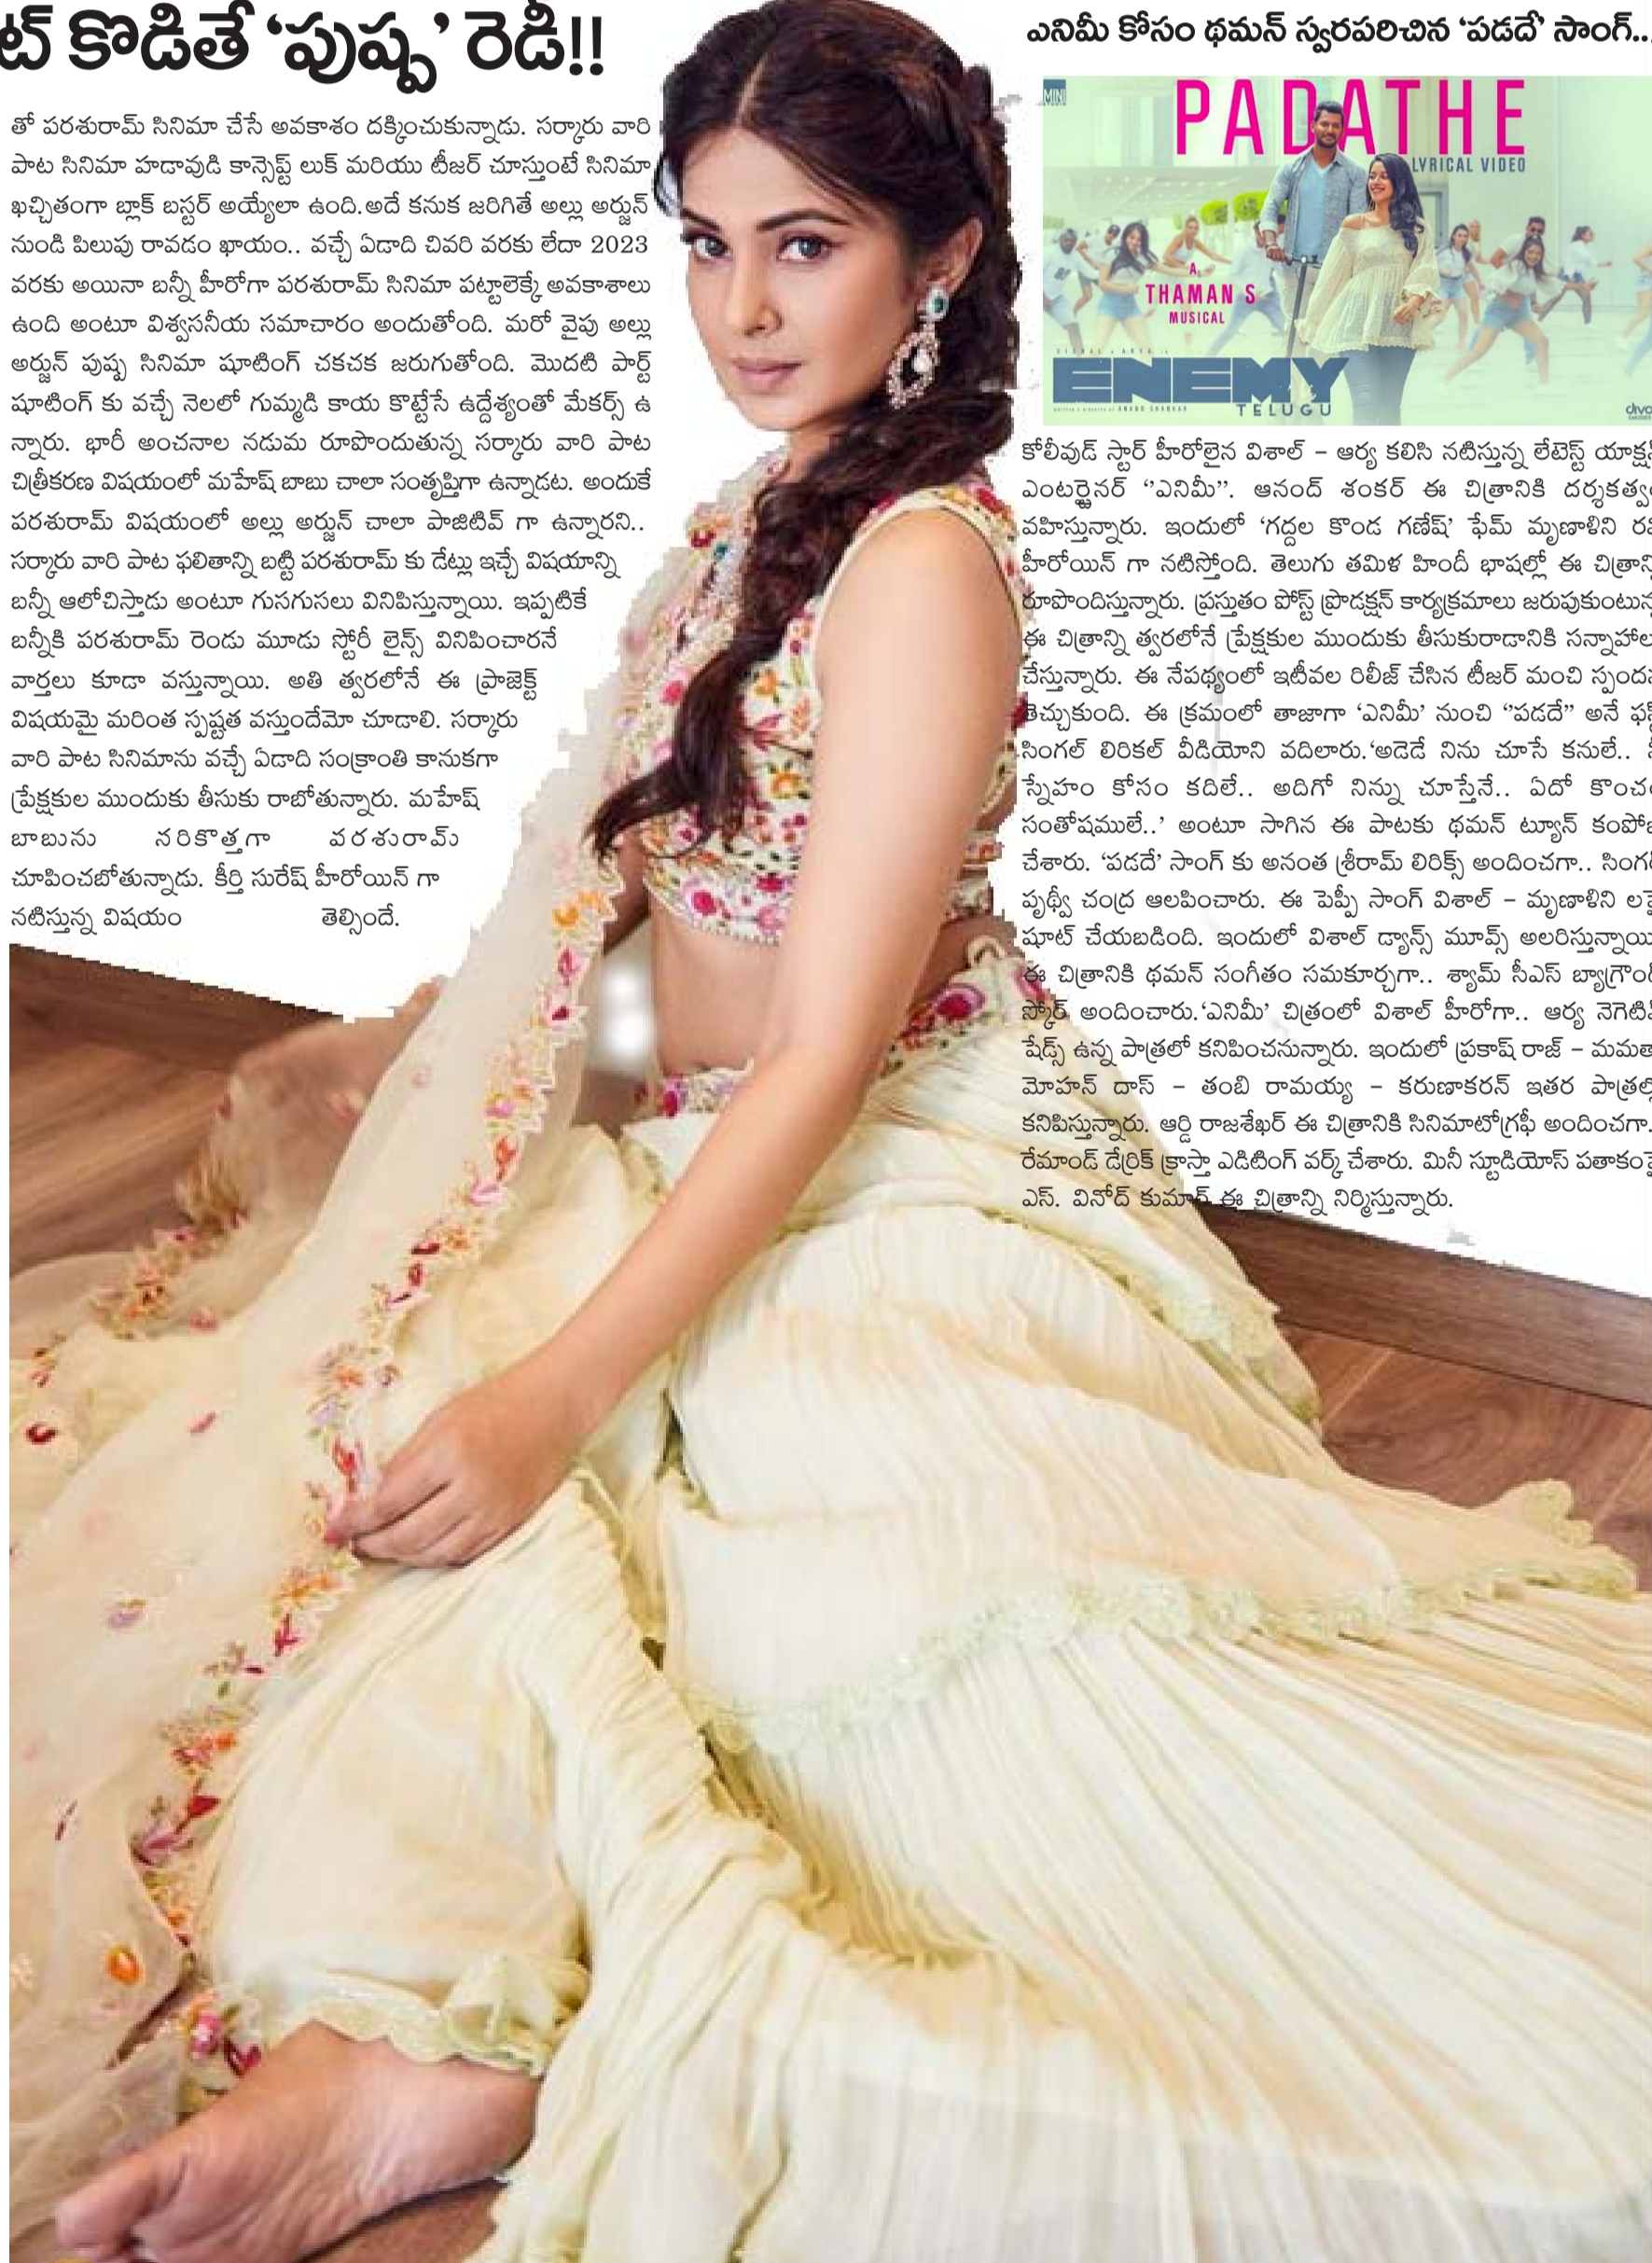 ట్ కొడితే ‘పుష్ప’ రెడీ!!
తో పరశురామ్ సినిమా చేసే అవకాశం దక్కించుకున్నాడు. సర్కారు వారి
పాట సినిమా హడావుడి కాన్సెప్ట్ లుక్ మరియు టీజర్ చూస్తుంటే సినిమా
ఖచ్చితంగా బ్లాక్ బస్టర్ అయ్యేలా ఉంది.అదే కనుక జరిగితే అల్లు అర్జున్
నుండి పిలుపు రావడం ఖాయం.. వచ్చే ఏడాది చివరి వరకు లేదా 2023
వరకు అయినా బన్నీ హీరోగా పరశురామ్ సినిమా పట్టాలెక్కే అవకాశాలు
ఉంది అంటూ విశ్వసనీయ సమాచారం అందుతోంది. మరో వైపు అల్లు
అర్జున్ పుష్ప సినిమా షూటింగ్ చకచక జరుగుతోంది. మొదటి పార్ట్
షూటింగ్ కు వచ్చే నెలలో గుమ్మడి కాయ కొట్టేసే ఉద్దేశ్యంతో మేకర్స్ ఉ
న్నారు. భారీ అంచనాల నడుమ రూపొందుతున్న సర్కారు వారి పాట
చిత్రీకరణ విషయంలో మహేష్ బాబు చాలా సంతృప్తిగా ఉన్నాడట. అందుకే
పరశురామ్ విషయంలో అల్లు అర్జున్ చాలా పాజిటివ్ గా ఉన్నారని..
సర్కారు వారి పాట ఫలితాన్ని బట్టి పరశురామ్ కు డేట్లు ఇచ్చే విషయాన్ని
బన్నీ ఆలోచిస్తాడు అంటూ గుసగుసలు వినిపిస్తున్నాయి. ఇప్పటికే
బన్నీకి పరశురామ్ రెండు మూడు స్టోరీ లైన్స్ వినిపించారనే
వార్తలు కూడా వస్తున్నాయి. అతి త్వరలోనే ఈ ప్రాజెక్ట్
విషయమై మరింత స్పష్టత వస్తుందేమో చూడాలి. సర్కారు
వారి పాట సినిమాను వచ్చే ఏడాది సంక్రాంతి కానుకగా
ప్రేక్షకుల ముందుకు తీసుకు రాబోతున్నారు. మహేష్
బాబును సరికొత్తగా పరశురామ్
చూపించబోతున్నాడు. కీర్తి సురేష్ హీరోయిన్ గా
నటిస్తున్న విషయం తెల్సిందే.
ఎనిమీ కోసం థమన్ స్వరపరిచిన ‘పడదే’ సాంగ్..
MINI
PADATHE
LYRICAL VIDEO
A
THAMAN S
MUSICAL
ENEMY
TELUGU
divo
కోలీవుడ్ స్టార్ హీరోలైన విశాల్ – ఆర్య కలిసి నటిస్తున్న లేటెస్ట్ యాక్షన్
ఎంటర్టైనర్ ‘’ఎనిమీ’’. ఆనంద్ శంకర్ ఈ చిత్రానికి దర్శకత్వం
వహిస్తున్నారు. ఇందులో ‘గద్దల కొండ గణేష్’ ఫేమ్ మృణాళిని
హీరోయిన్ గా నటిస్తోంది. తెలుగు తమిళ హిందీ భాషల్లో ఈ
రూపొందిస్తున్నారు. ప్రస్తుతం పోస్ట్ ప్రొడక్షన్ కార్యక్రమాలు
ఈ చిత్రాన్ని త్వరలోనే ప్రేక్షకుల ముందుకు తీసుకురాడానికి
చేస్తున్నారు. ఈ నేపథ్యంలో ఇటీవల రిలీజ్ చేసిన టీజర్ మంచి
తెచ్చుకుంది. ఈ క్రమంలో తాజాగా ‘ఎనిమీ’ నుంచి ‘’పడదే’’ అనే
సింగల్ లిరికల్ వీడియోని వదిలారు.‘అడెడే నిను చూసే కనులే..
స్నేహం కోసం కదిలే.. అదిగో నిన్ను చూస్తేనే.. ఏదో కొంచం
సంతోషములే..’ అంటూ సాగిన ఈ పాటకు థమన్ ట్యూన్
చేశారు. ‘పడదే’ సాంగ్ కు అనంత శ్రీరామ్ లిరిక్స్ అందించగా..
పృథ్వీ చంద్ర ఆలపించారు. ఈ పెప్పీ సాంగ్ విశాల్ – మృణాళిని
షూట్ చేయబడింది. ఇందులో విశాల్ డ్యాన్స్ మూవ్స్
ఈ చిత్రానికి థమన్ సంగీతం సమకూర్చగా.. శ్యామ్ సీఎస్
స్కోర్ అందించారు.‘ఎనిమీ’ చిత్రంలో విశాల్ హీరోగా.. ఆర్య
షేడ్స్ ఉన్న పాత్రలో కనిపించనున్నారు. ఇందులో ప్రకాష్ రాజ్ – మమతా
మోహన్ దాస్ – తంబి రామయ్య – కరుణాకరన్ ఇతర
కనిపిస్తున్నారు. ఆర్డి రాజశేఖర్ ఈ చిత్రానికి సినిమాటోగ్రఫీ అందించగా..
రేమాండ్ డేర్రిక్ క్రాస్తా ఎడిటింగ్ వర్క్ చేశారు. మినీ స్టూడియోస్ పతాకంపై
ఎస్. వినోద్ కుమార్ ఈ చిత్రాన్ని నిర్మిస్తున్నారు.